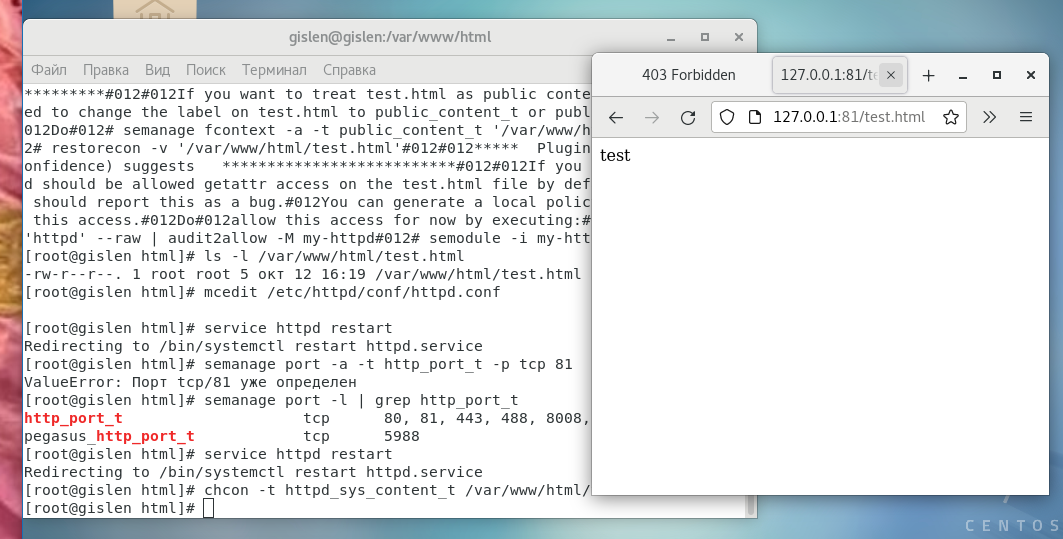 gislen@gislen:/var/www/html
Файл Правка Вид Поиск Терминал Справка
*********#012#012If you want to treat test.html as public conte
ed to change the label on test.html to public_content_t or publ
012Do#012# semanage fcontext -a -t public_content_t '/var/www/h
2# restorecon -v '/var/www/html/test.html'#012#012***** Plugin
onfidence) suggests **************************#012#012If you
d should be allowed getattr access on the test.html file by def
should report this as a bug.#012You can generate a local polic
this access.#012Do#012allow this access for now by executing:#
'httpd' --raw | audit2allow -M my-httpd#012# semodule -i my-htt
[root@gislen html]# ls -l /var/www/html/test.html
-rw-r--r--. 1 root root 5 окт 12 16:19 /var/www/html/test.html
[root@gislen html]# mcedit /etc/httpd/conf/httpd.conf
[root@gislen html]# service httpd restart
Redirecting to /bin/systemctl restart httpd.service
[root@gislen html]# semanage port -a -t http_port_t -p tcp 81
ValueError: Порт tcp/81 уже определен
[root@gislen html]# semanage port -l | grep http_port_t
http_port_t tcp 80, 81, 443, 488, 8008,
pegasus_http_port_t tcp 5988
[root@gislen html]# service httpd restart
Redirecting to /bin/systemctl restart httpd.service
[root@gislen html]# chcon -t httpd_sys_content_t /var/www/html/
[root@gislen html]#
403 Forbidden 127.0.0.1:81/te
127.0.0.1:81/test.html
test
CENTOS